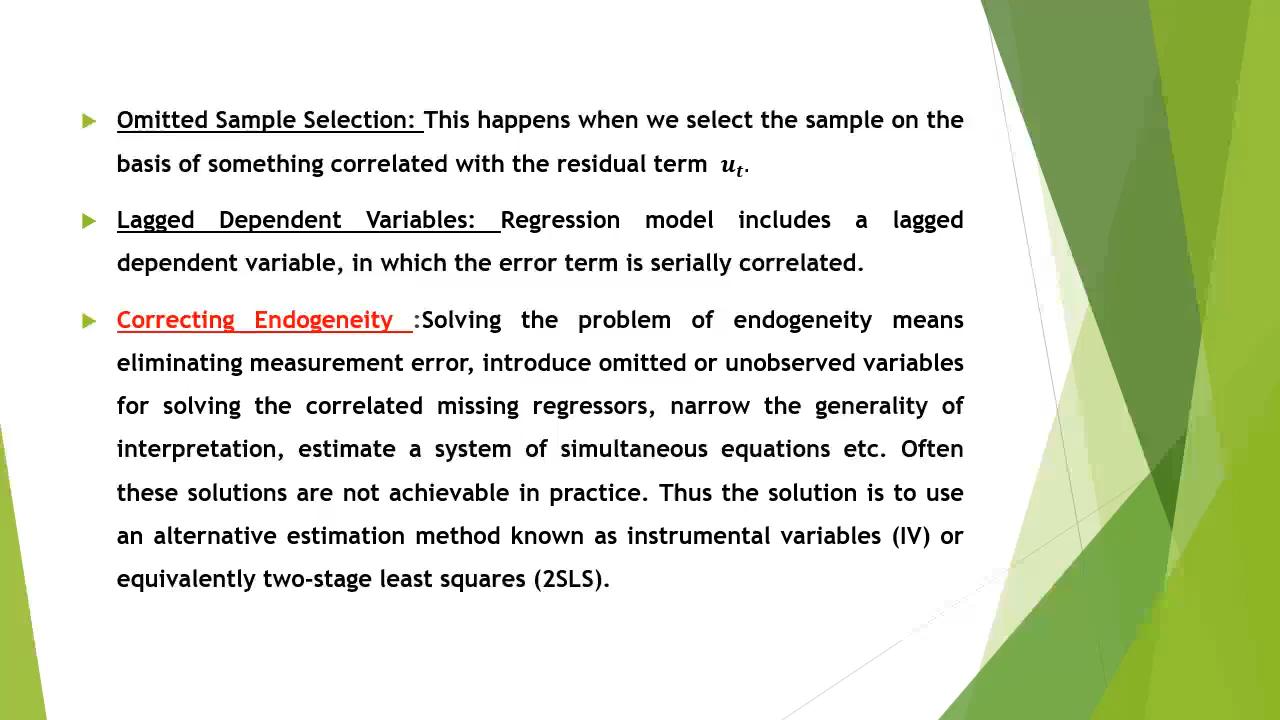 Omitted Sample Selection: This happens when we select the sample on the
basis of something correlated with the residual term uₜ.
Lagged Dependent Variables: Regression model includes a lagged
dependent variable, in which the error term is serially correlated.
Correcting Endogeneity :Solving the problem of endogeneity means
eliminating measurement error, introduce omitted or unobserved variables
for solving the correlated missing regressors, narrow the generality of
interpretation, estimate a system of simultaneous equations etc. Often
these solutions are not achievable in practice. Thus the solution is to use
an alternative estimation method known as instrumental variables (IV) or
equivalently two-stage least squares (2SLS).